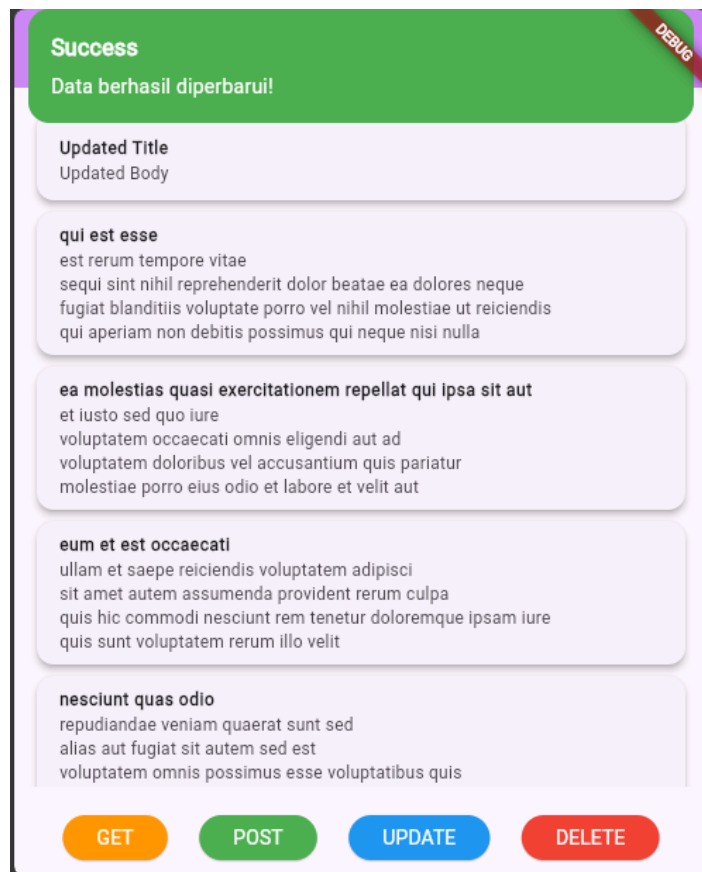 Success
DEBUG
Data berhasil diperbarui!
Updated Title
Updated Body
qui est esse
est rerum tempore vitae
sequi sint nihil reprehenderit dolor beatae ea dolores neque
fugiat blanditiis voluptate porro vel nihil molestiae ut reiciendis
qui aperiam non debitis possimus qui neque nisi nulla
ea molestias quasi exercitationem repellat qui ipsa sit aut
et iusto sed quo iure
voluptatem occaecati omnis eligendi aut ad
voluptatem doloribus vel accusantium quis pariatur
molestiae porro eius odio et labore et velit aut
eum et est occaecati
ullam et saepe reiciendis voluptatem adipisci
sit amet autem assumenda provident rerum culpa
quis hic commodi nesciunt rem tenetur doloremque ipsam iure
quis sunt voluptatem rerum illo velit
nesciunt quas odio
repudiandae veniam quaerat sunt sed
alias aut fugiat sit autem sed est
voluptatem omnis possimus esse voluptatibus quis
GET
POST
UPDATE
DELETE